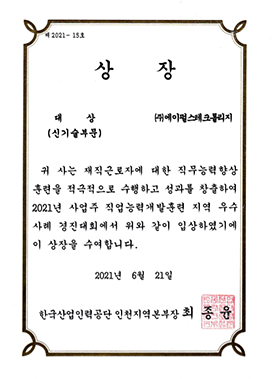 제 2021 - 15호
상 장
대 상
(신기술부문)
㈜에이펄스테크롤리지
귀 사는 재직근로자에 대한 직무능력향상
훈련을 적극적으로 수행하고 성과를 창출하여
2021년 사업주 직업능력개발훈련 지역 우수
사례 경진대회에서 위와 같이 입상하였기에
이 상장을 수여합니다.
2021년 6월 21일
한국산업인력공단 인천지역본부장 최 종 윤